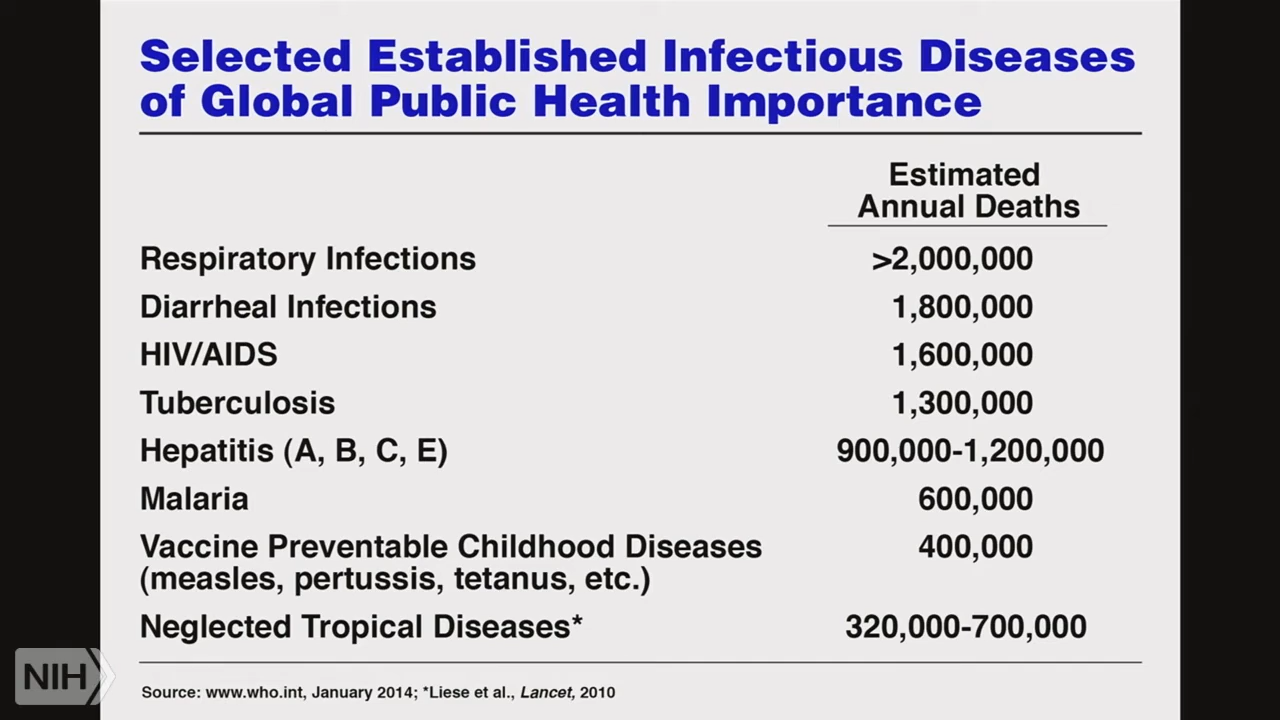 Selected Established Infectious Diseases
of Global Public Health Importance
Estimated
Annual Deaths
Respiratory Infections >2,000,000
Diarrheal Infections 1,800,000
HIV/AIDS 1,600,000
Tuberculosis 1,300,000
Hepatitis (A, B, C, E) 900,000-1,200,000
Malaria 600,000
Vaccine Preventable Childhood Diseases 400,000
(measles, pertussis, tetanus, etc.)
Neglected Tropical Diseases* 320,000-700,000
NIH
Source: www.who.int, January 2014; *Liese et al., Lancet, 2010